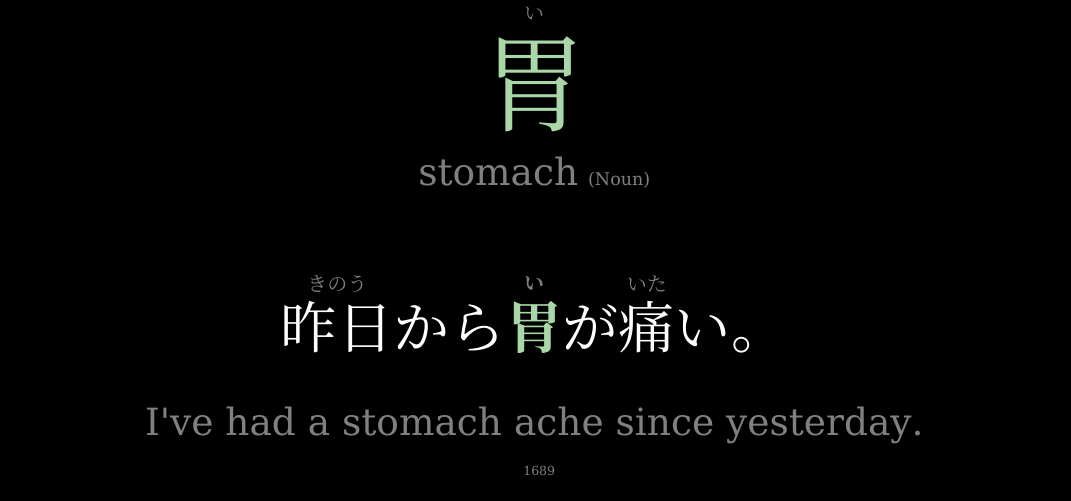 い
胃
stomach (Noun)
きのう い いた
昨日から胃が痛い。
I've had a stomach ache since yesterday.
1689